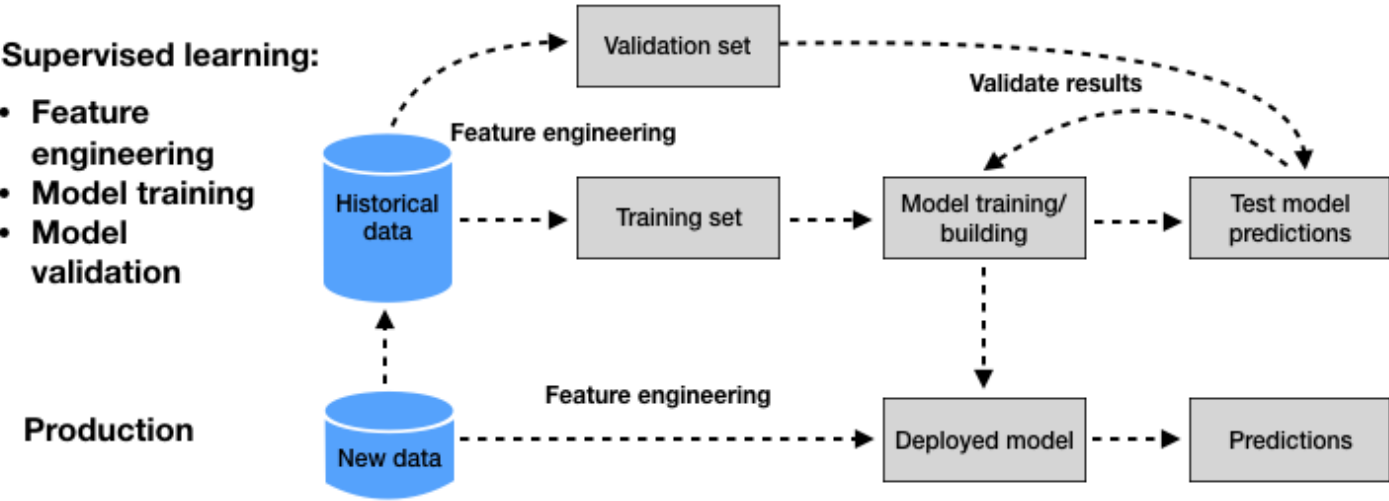 Supervised learning:
• Feature
engineering
• Model training
• Model
validation
Validation set
Validate results
Feature engineering
Historical
data
Training set
Model training/
building
Test model
predictions
Feature engineering
Production
New data
Deployed model
Predictions